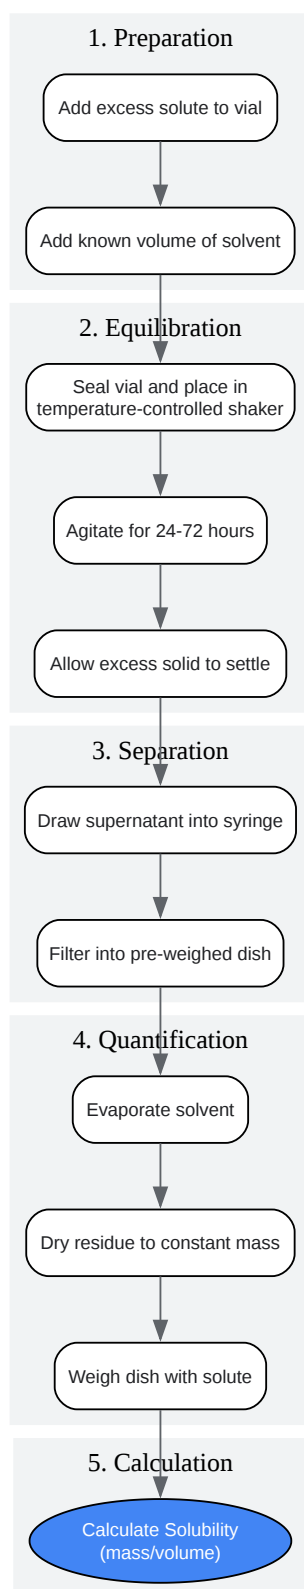 1. Preparation
Add excess solute to vial
Add known volume of solvent
2. Equilibration
Seal vial and place in
temperature-controlled shaker
Agitate for 24-72 hours
Allow excess solid to settle
3. Separation
Draw supernatant into syringe
Filter into pre-weighed dish
4. Quantification
Evaporate solvent
Dry residue to constant mass
Weigh dish with solute
5. Calculation
Calculate Solubility
(mass/volume)